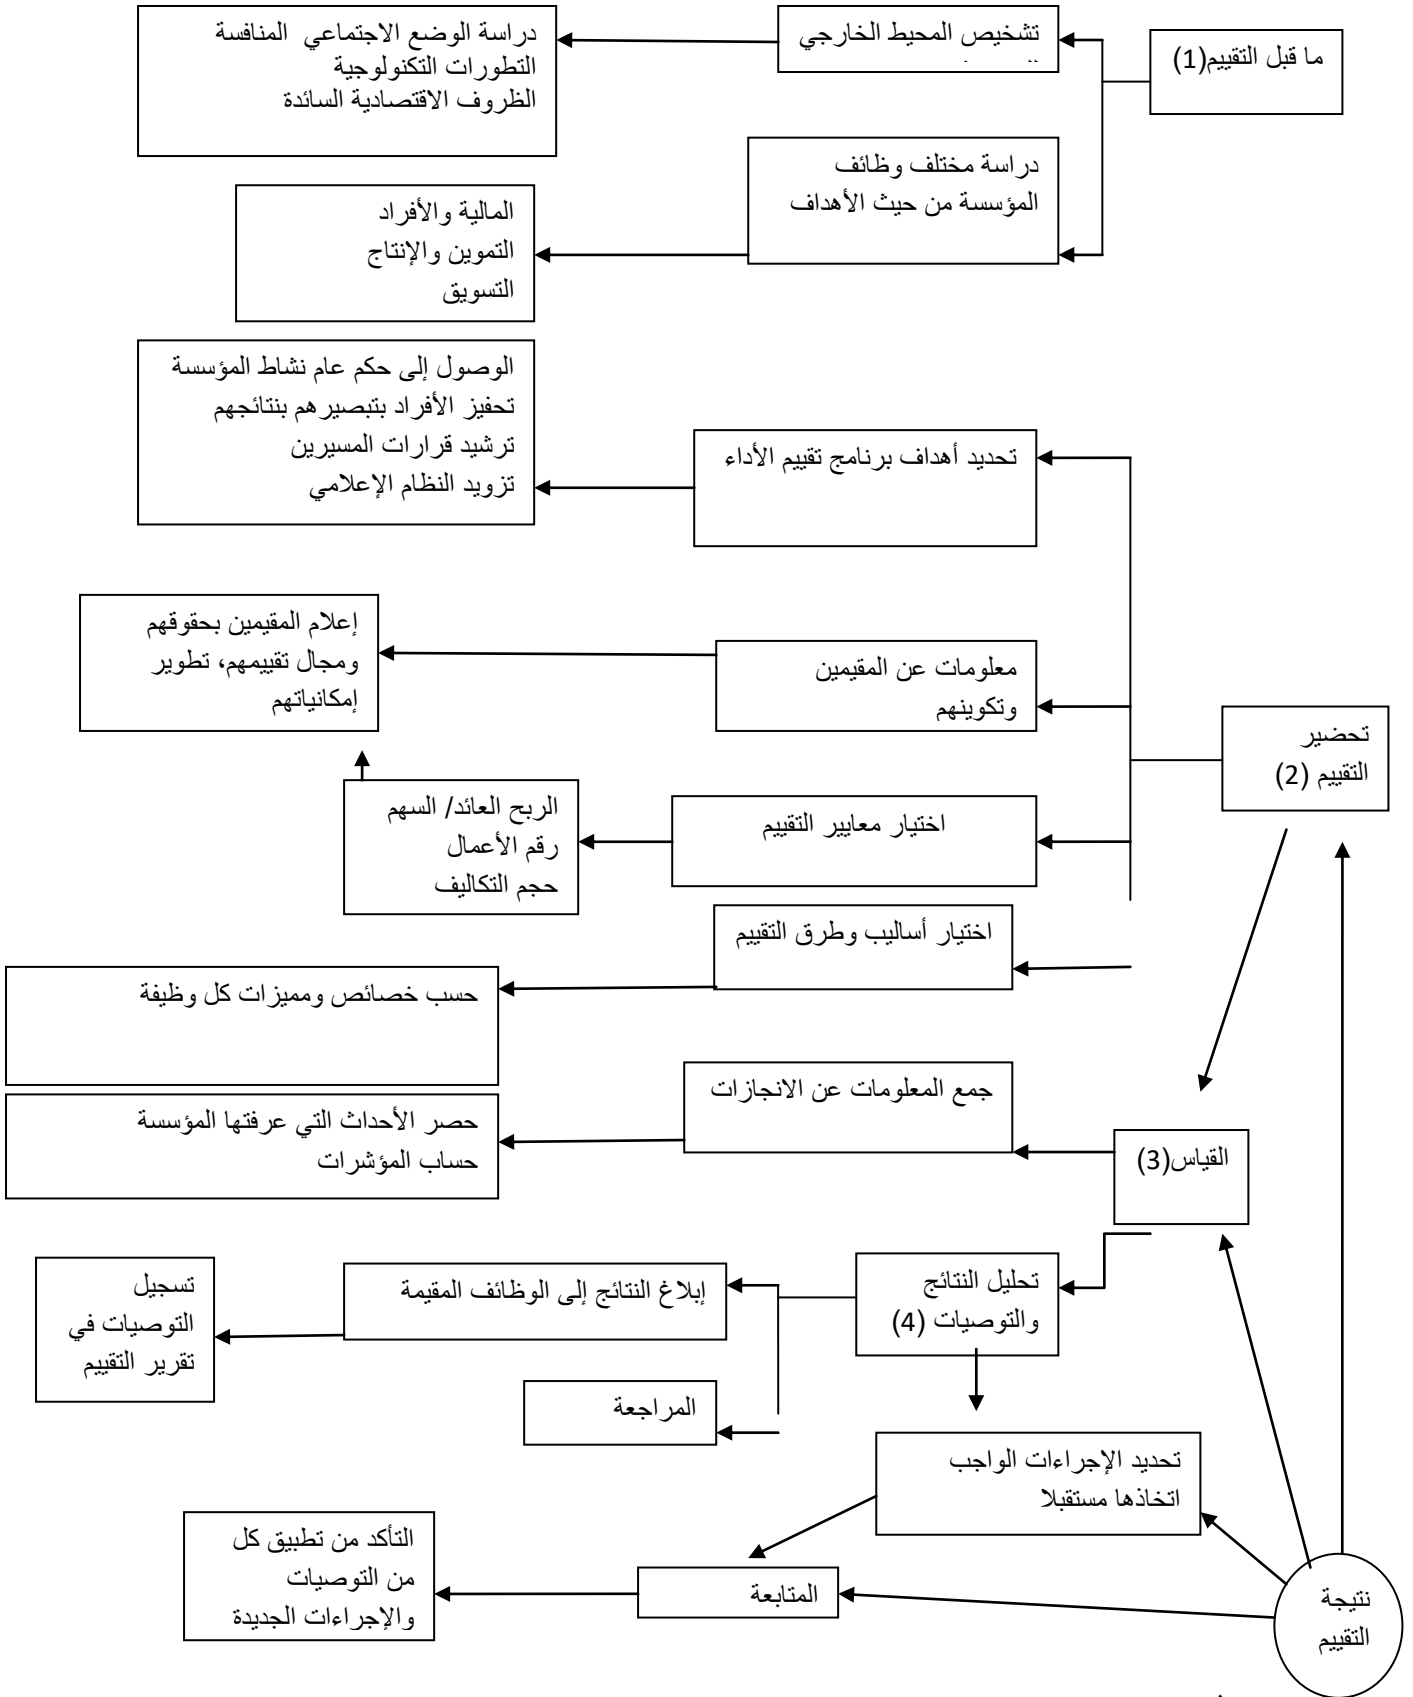 ما قبل التقييم(1)
تشخيص المحيط الخارجي
دراسة الوضع الاجتماعي المنافسة
التطورات التكنولوجية
الظروف الاقتصادية السائدة
دراسة مختلف وظائف
المؤسسة من حيث الأهداف
المالية والأفراد
التموين والإنتاج
التسويق
تحضير
التقييم (2)
تحديد أهداف برنامج تقييم الأداء
الوصول إلى حكم عام نشاط المؤسسة
تحفيز الأفراد بتبصيرهم بنتائجهم
ترشيد قرارات المسيرين
تزويد النظام الإعلامي
معلومات عن المقيمين
وتكوينهم
إعلام المقيمين بحقوقهم
ومجال تقييمهم، تطوير
إمكانياتهم
اختيار معايير التقييم
الربح العائد/ السهم
رقم الأعمال
حجم التكاليف
اختيار أساليب وطرق التقييم
حسب خصائص ومميزات كل وظيفة
القياس(3)
جمع المعلومات عن الانجازات
حصر الأحداث التي عرفتها المؤسسة
حساب المؤشرات
تحليل النتائج
والتوصيات (4)
إبلاغ النتائج إلى الوظائف المقيمة
تسجيل
التوصيات في
تقرير التقييم
المراجعة
تحديد الإجراءات الواجب
اتخاذها مستقبلا
المتابعة
التأكد من تطبيق كل
من التوصيات
والإجراءات الجديدة
نتيجة
التقييم